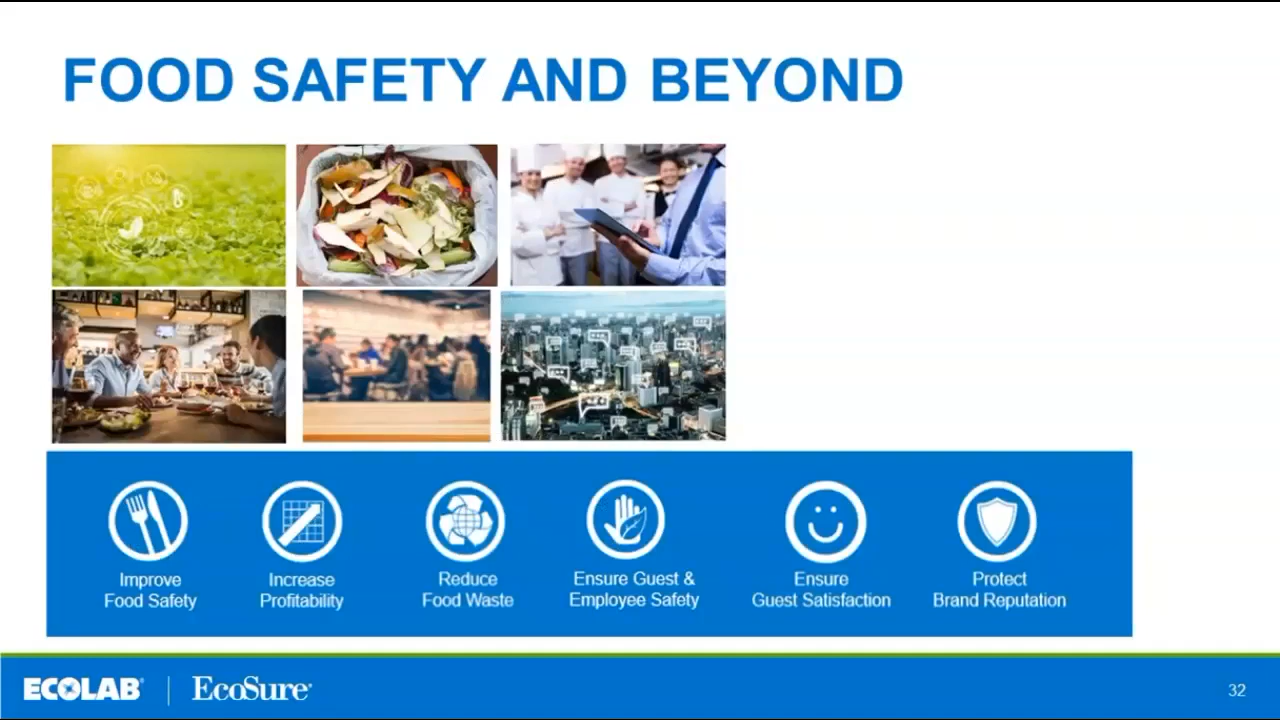 FOOD SAFETY AND BEYOND
Improve
Food Safety
Increase
Profitability
Reduce
Food Waste
Ensure Guest &
Employee Safety
Ensure
Guest Satisfaction
Protect
Brand Reputation
ECOLAB® | EcoSure®
32